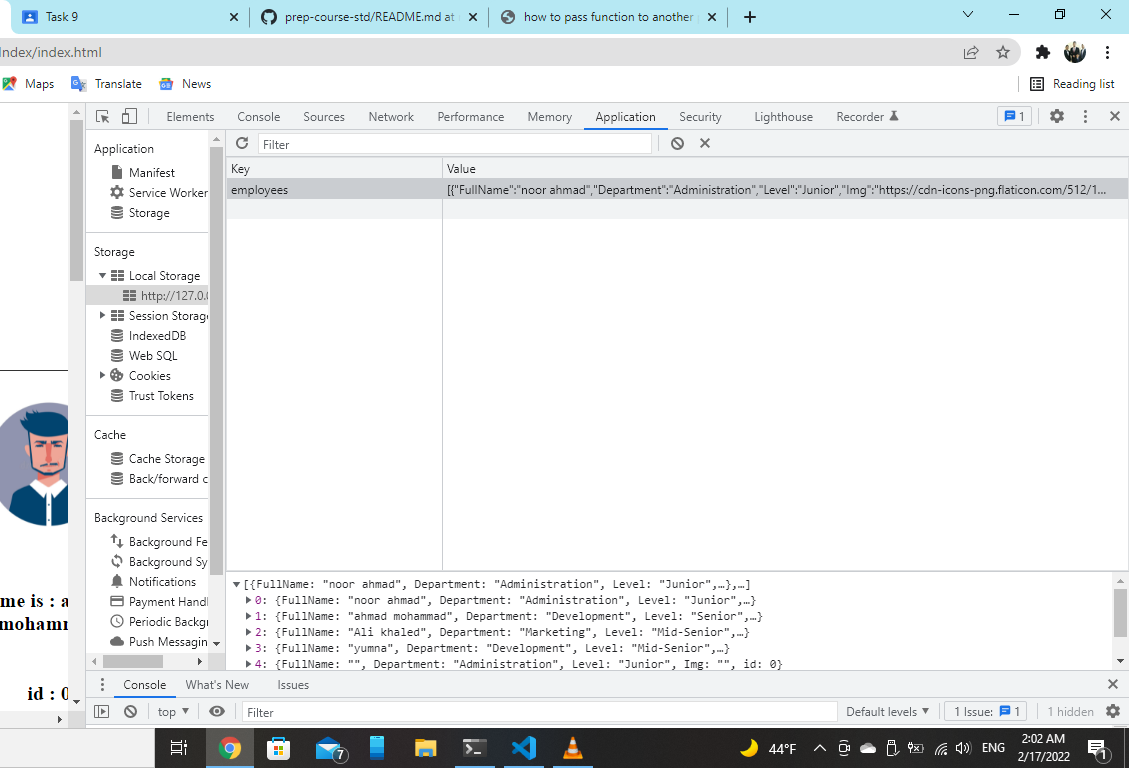 Task 9
prep-course-std/README.md at
how to pass function to another
Index/index.html
Maps
Translate
News
Reading list
Elements
Console
Sources
Network
Performance
Memory
Application
Security
Lighthouse
Recorder
1
Application
Manifest
Service Worker
Storage
Storage
Local Storage
http://127.0.0
Session Storag
IndexedDB
Web SQL
Cookies
Trust Tokens
Cache
Cache Storage
Back/forward c
Background Services
Background Fe
Background Sy
Notifications
Payment Handl
Periodic Backgr
Push Messagin
Filter
Key
Value
employees
[{"FullName":"noor ahmad","Department":"Administration","Level":"Junior","Img":"https://cdn-icons-png.flaticon.com/512/1...
[{FullName: "noor ahmad", Department: "Administration", Level: "Junior",…},…]
0: {FullName: "noor ahmad", Department: "Administration", Level: "Junior",…}
1: {FullName: "ahmad mohammad", Department: "Development", Level: "Senior",…}
2: {FullName: "Ali khaled", Department: "Marketing", Level: "Mid-Senior",…}
3: {FullName: "yumna", Department: "Development", Level: "Mid-Senior",…}
4: {FullName: "", Department: "Administration", Level: "Junior", Img: "", id: 0}
me is : a
mohamm
id : 0
Console
What's New
Issues
top
Filter
Default levels
1 Issue:
1
1 hidden
7
44°F
ENG
2:02 AM
2/17/2022
1